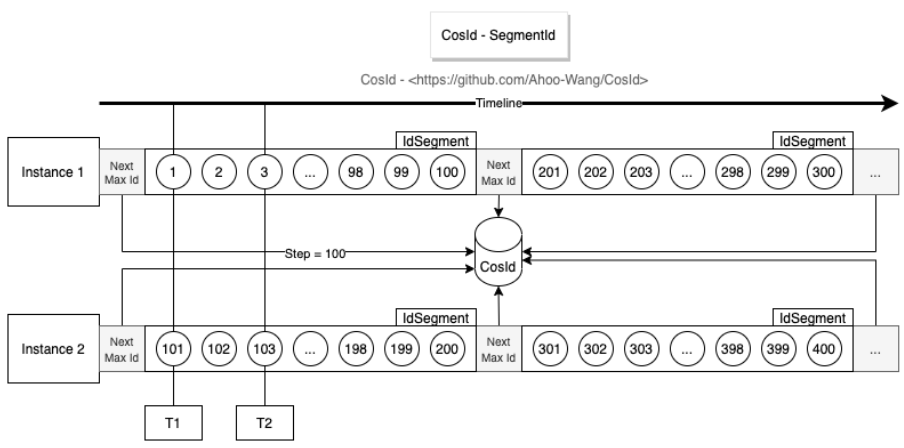 CosId - SegmentId
CosId - <https://github.com/Ahoo-Wang/CosId>
Timeline
IdSegment
IdSegment
Instance 1
Next
Max Id
1
2
3
...
98
99
100
Next
Max Id
201
202
203
...
298
299
300
...
Step = 100
CosId
IdSegment
IdSegment
Instance 2
Next
Max Id
101
102
103
...
198
199
200
Next
Max Id
301
302
303
...
398
399
400
...
T1
T2